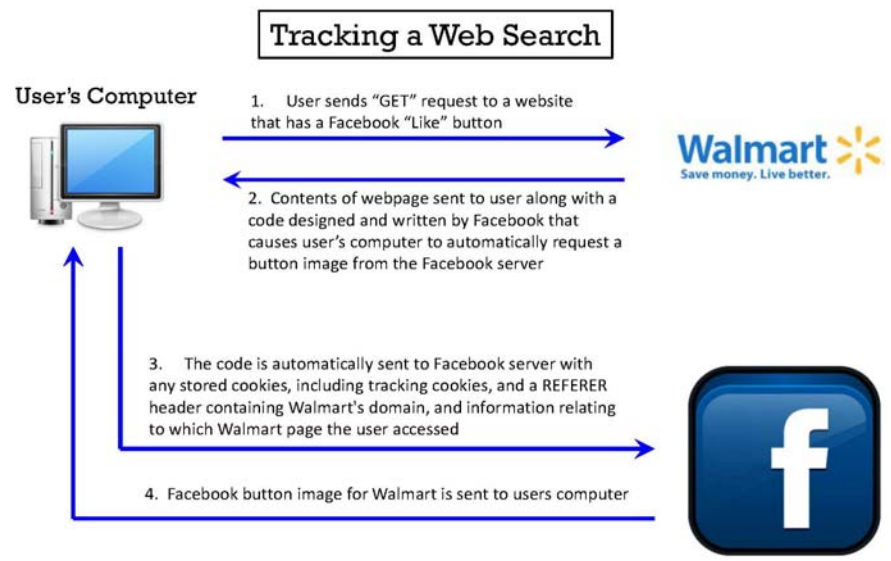 Tracking a Web Search
User's Computer
1. User sends “GET” request to a website
that has a Facebook “Like” button
Walmart
Save money. Live better.
2. Contents of webpage sent to user along with a
code designed and written by Facebook that
causes user's computer to automatically request a
button image from the Facebook server
3. The code is automatically sent to Facebook server with
any stored cookies, including tracking cookies, and a REFERER
header containing Walmart's domain, and information relating
to which Walmart page the user accessed
f
4. Facebook button image for Walmart is sent to users computer